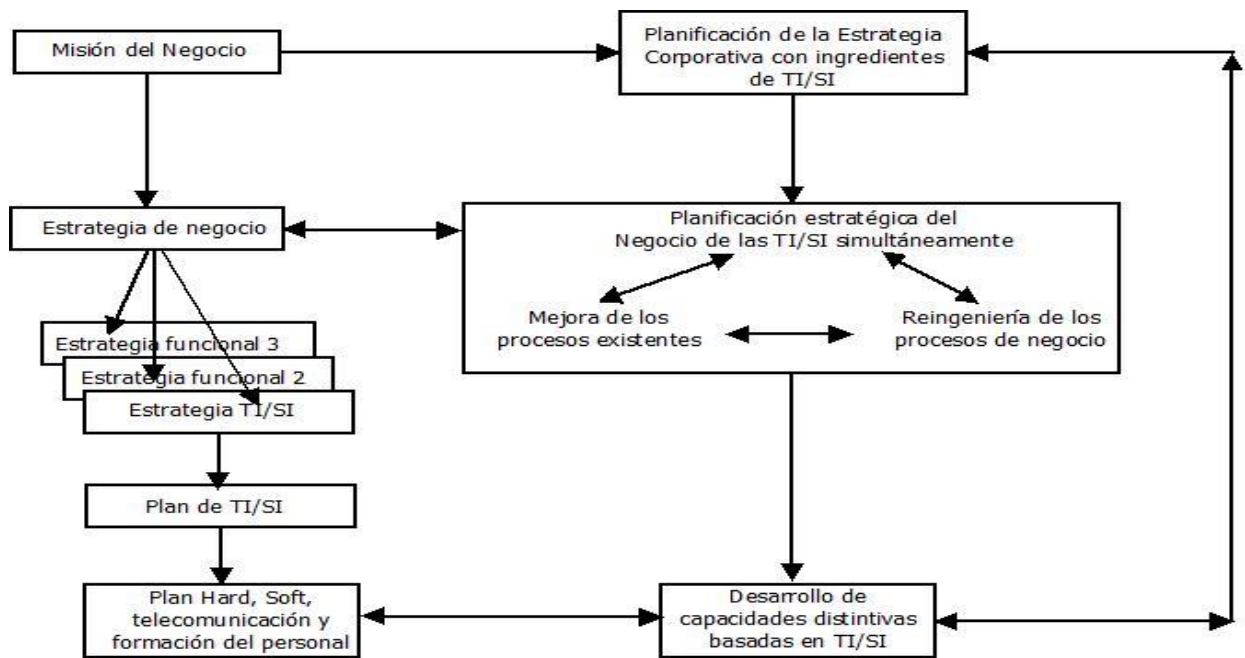 Misión del Negocio
Planificación de la Estrategia
Corporativa con ingredientes
de TI/SI
Estrategia de negocio
Planificación estratégica del
Negocio de las TI/SI simultáneamente
Mejora de los
procesos existentes
Reingeniería de los
procesos de negocio
Estrategia funcional 3
Estrategia funcional 2
Estrategia TI/SI
Plan de TI/SI
Plan Hard, Soft,
telecomunicación y
formación del personal
Desarrollo de
capacidades distintivas
basadas en TI/SI